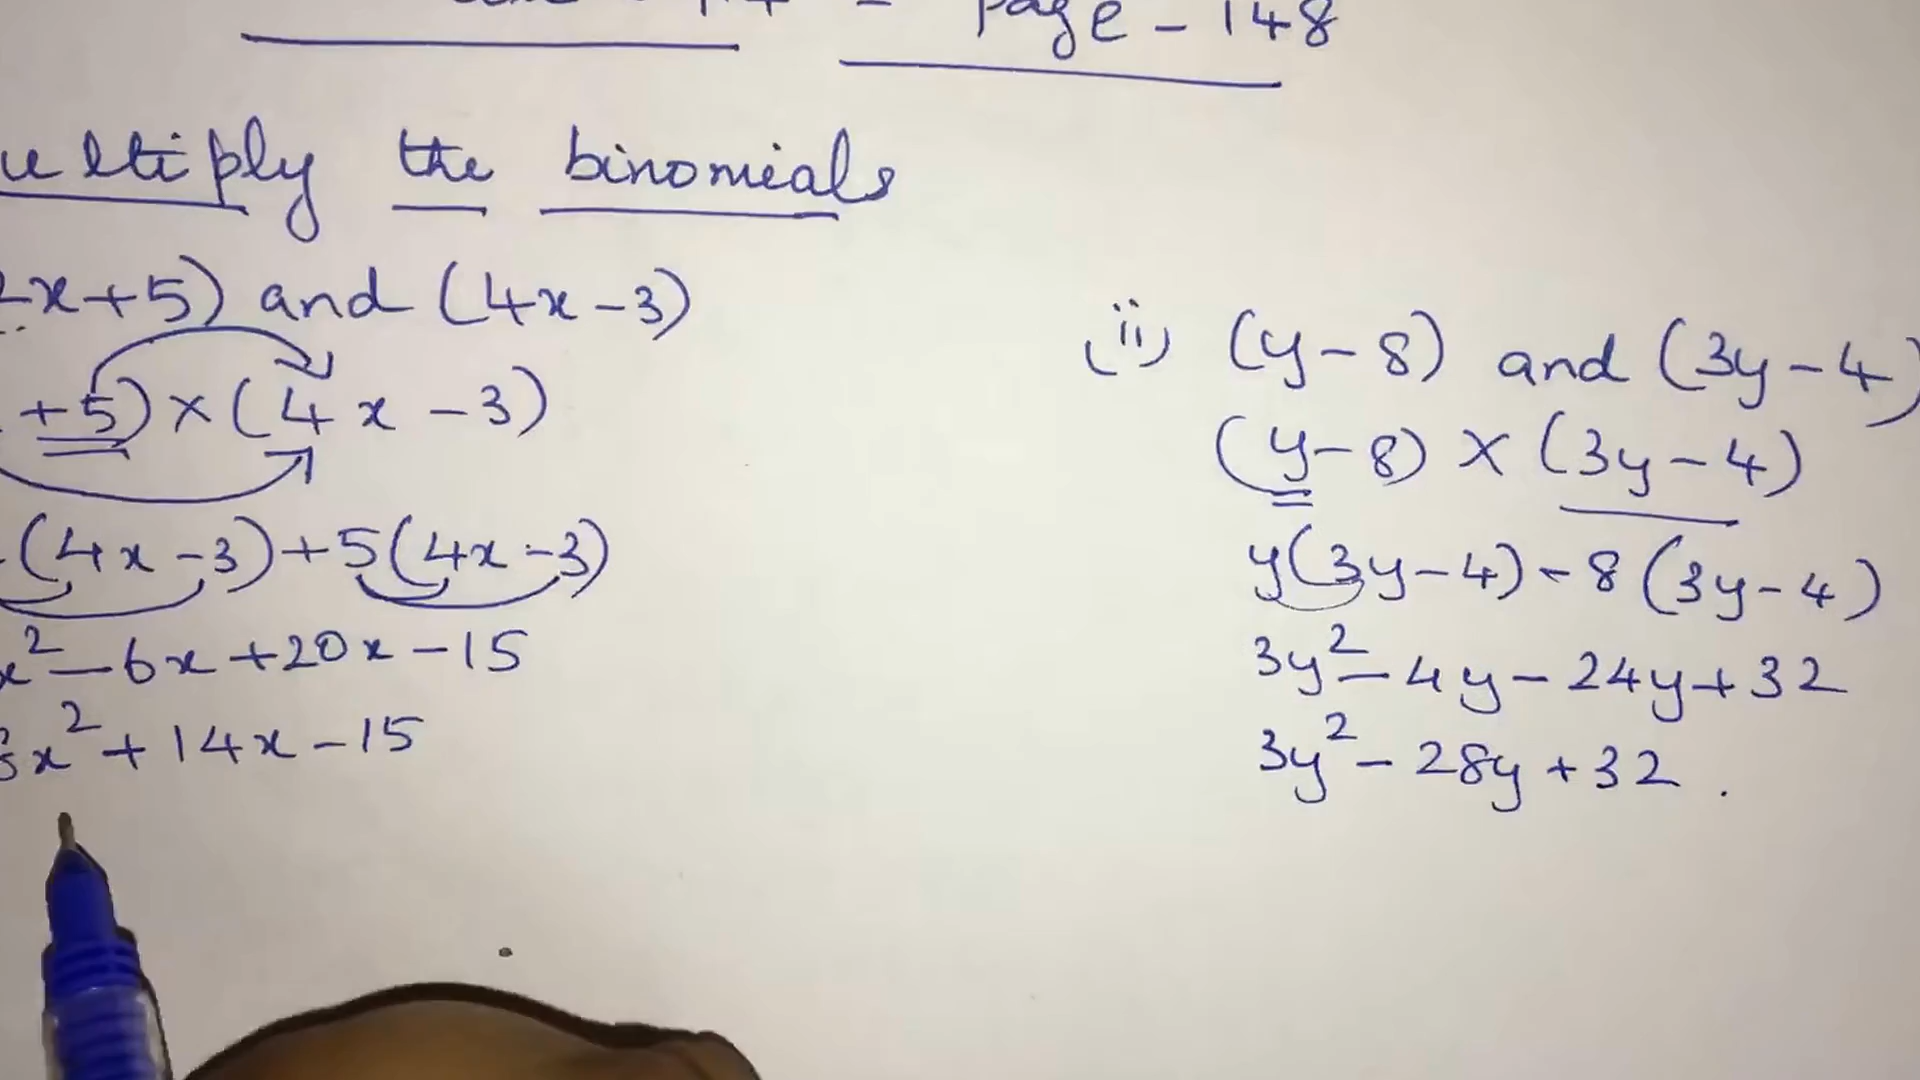 Page - 148
ultiply the binomials
2x+5) and (4x-3)
+5) × (4x - 3)
(4x-3)+5(4x-3)
x² - 6x + 20x - 15
8x² + 14x - 15
(ii) (y-8) and (3y-4)
(y-8) × (3y-4)
y(3y-4) - 8(3y-4)
3y² - 4y - 24y + 32
3y² - 28y + 32.